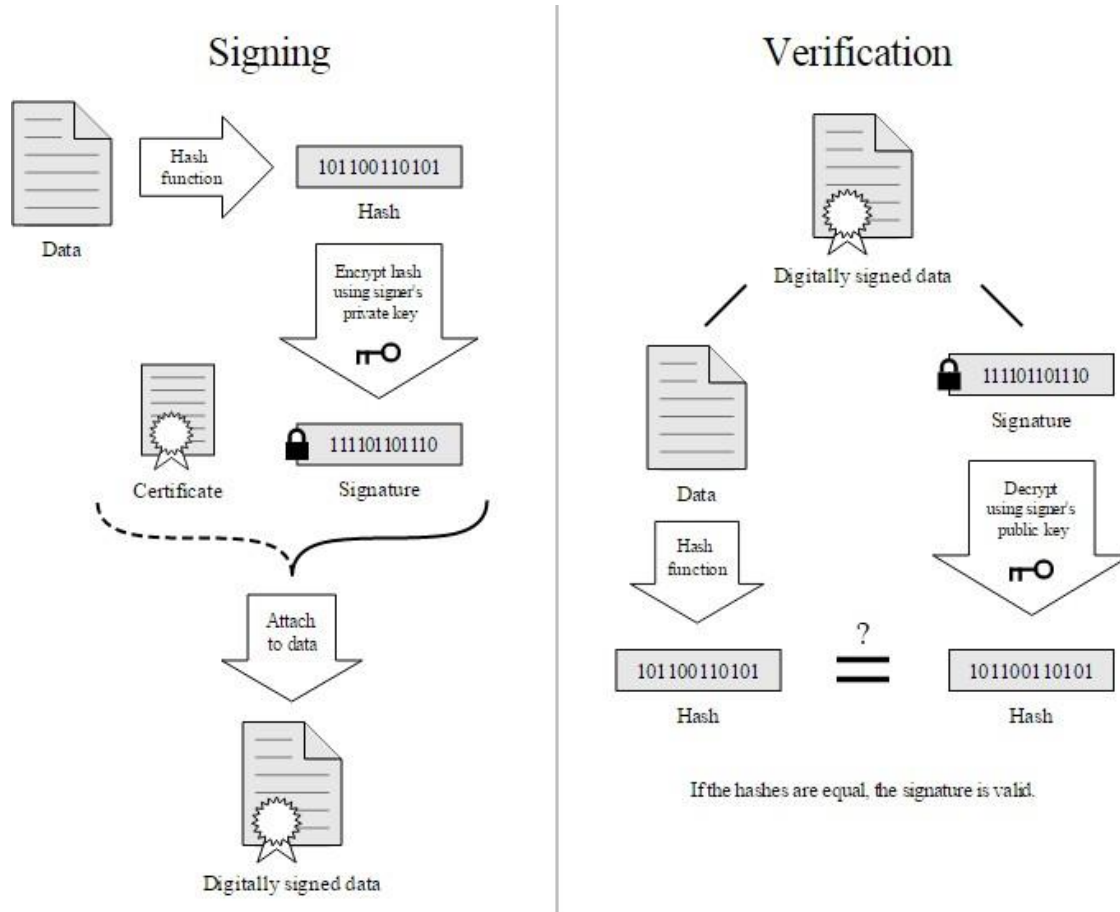 Signing
Hash
function
101100110101
Hash
Data
Encrypt hash
using signer's
private key
111101101110
Certificate
Signature
Attach
to data
Digitally signed data
Verification
Digitally signed data
111101101110
Signature
Data
Decrypt
using signer's
public key
Hash
function
?
101100110101
101100110101
Hash
Hash
If the hashes are equal, the signature is valid.